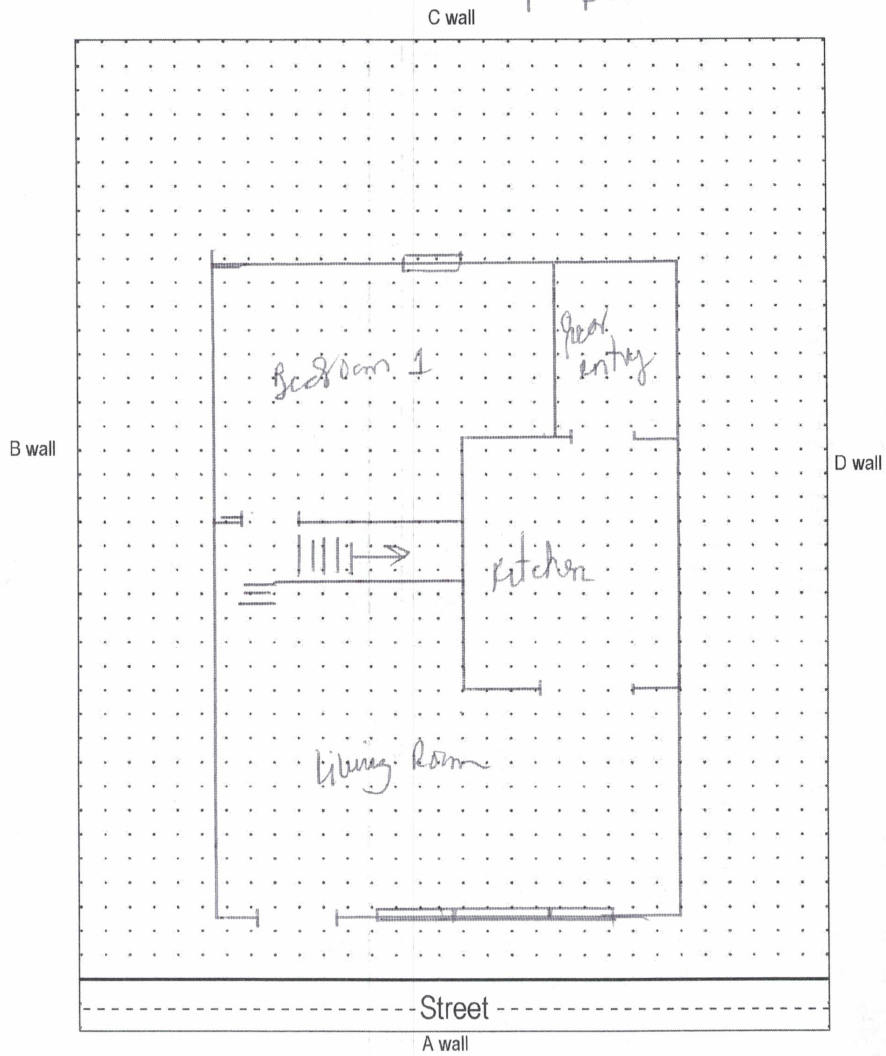 C wall
Bedroom 1
Rear
entry
B wall
D wall
Kitchen
Living Room
Street
A wall